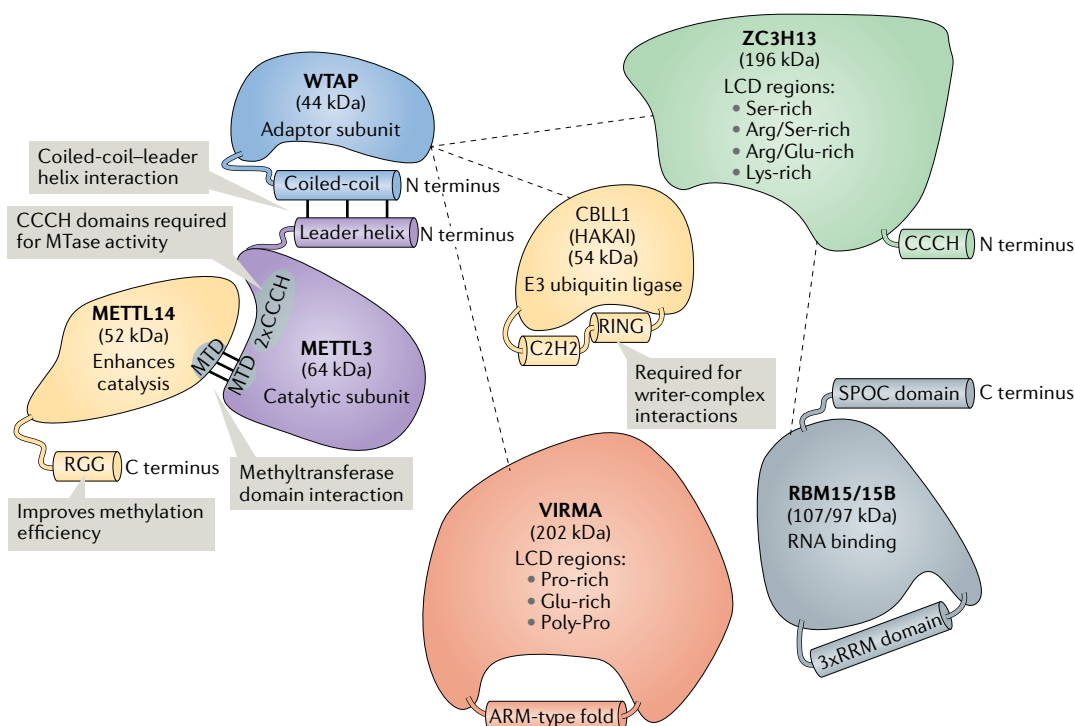 WTAP
(44 kDa)
Adaptor subunit
Coiled-coil
N terminus
Coiled-coil–leader
helix interaction
Leader helix
N terminus
CCCH domains required
for MTase activity
2xCCCH
METTL14
(52 kDa)
Enhances
catalysis
MTD
MTD
METTL3
(64 kDa)
Catalytic subunit
RGG
C terminus
Improves methylation
efficiency
Methyltransferase
domain interaction
ZC3H13
(196 kDa)
LCD regions:
• Ser-rich
• Arg/Ser-rich
• Arg/Glu-rich
• Lys-rich
CCCH
N terminus
CBLL1
(HAKAI)
(54 kDa)
E3 ubiquitin ligase
C2H2
RING
Required for
writer-complex
interactions
SPOC domain
C terminus
RBM15/15B
(107/97 kDa)
RNA binding
3xRRM domain
VIRMA
(202 kDa)
LCD regions:
• Pro-rich
• Glu-rich
• Poly-Pro
ARM-type fold